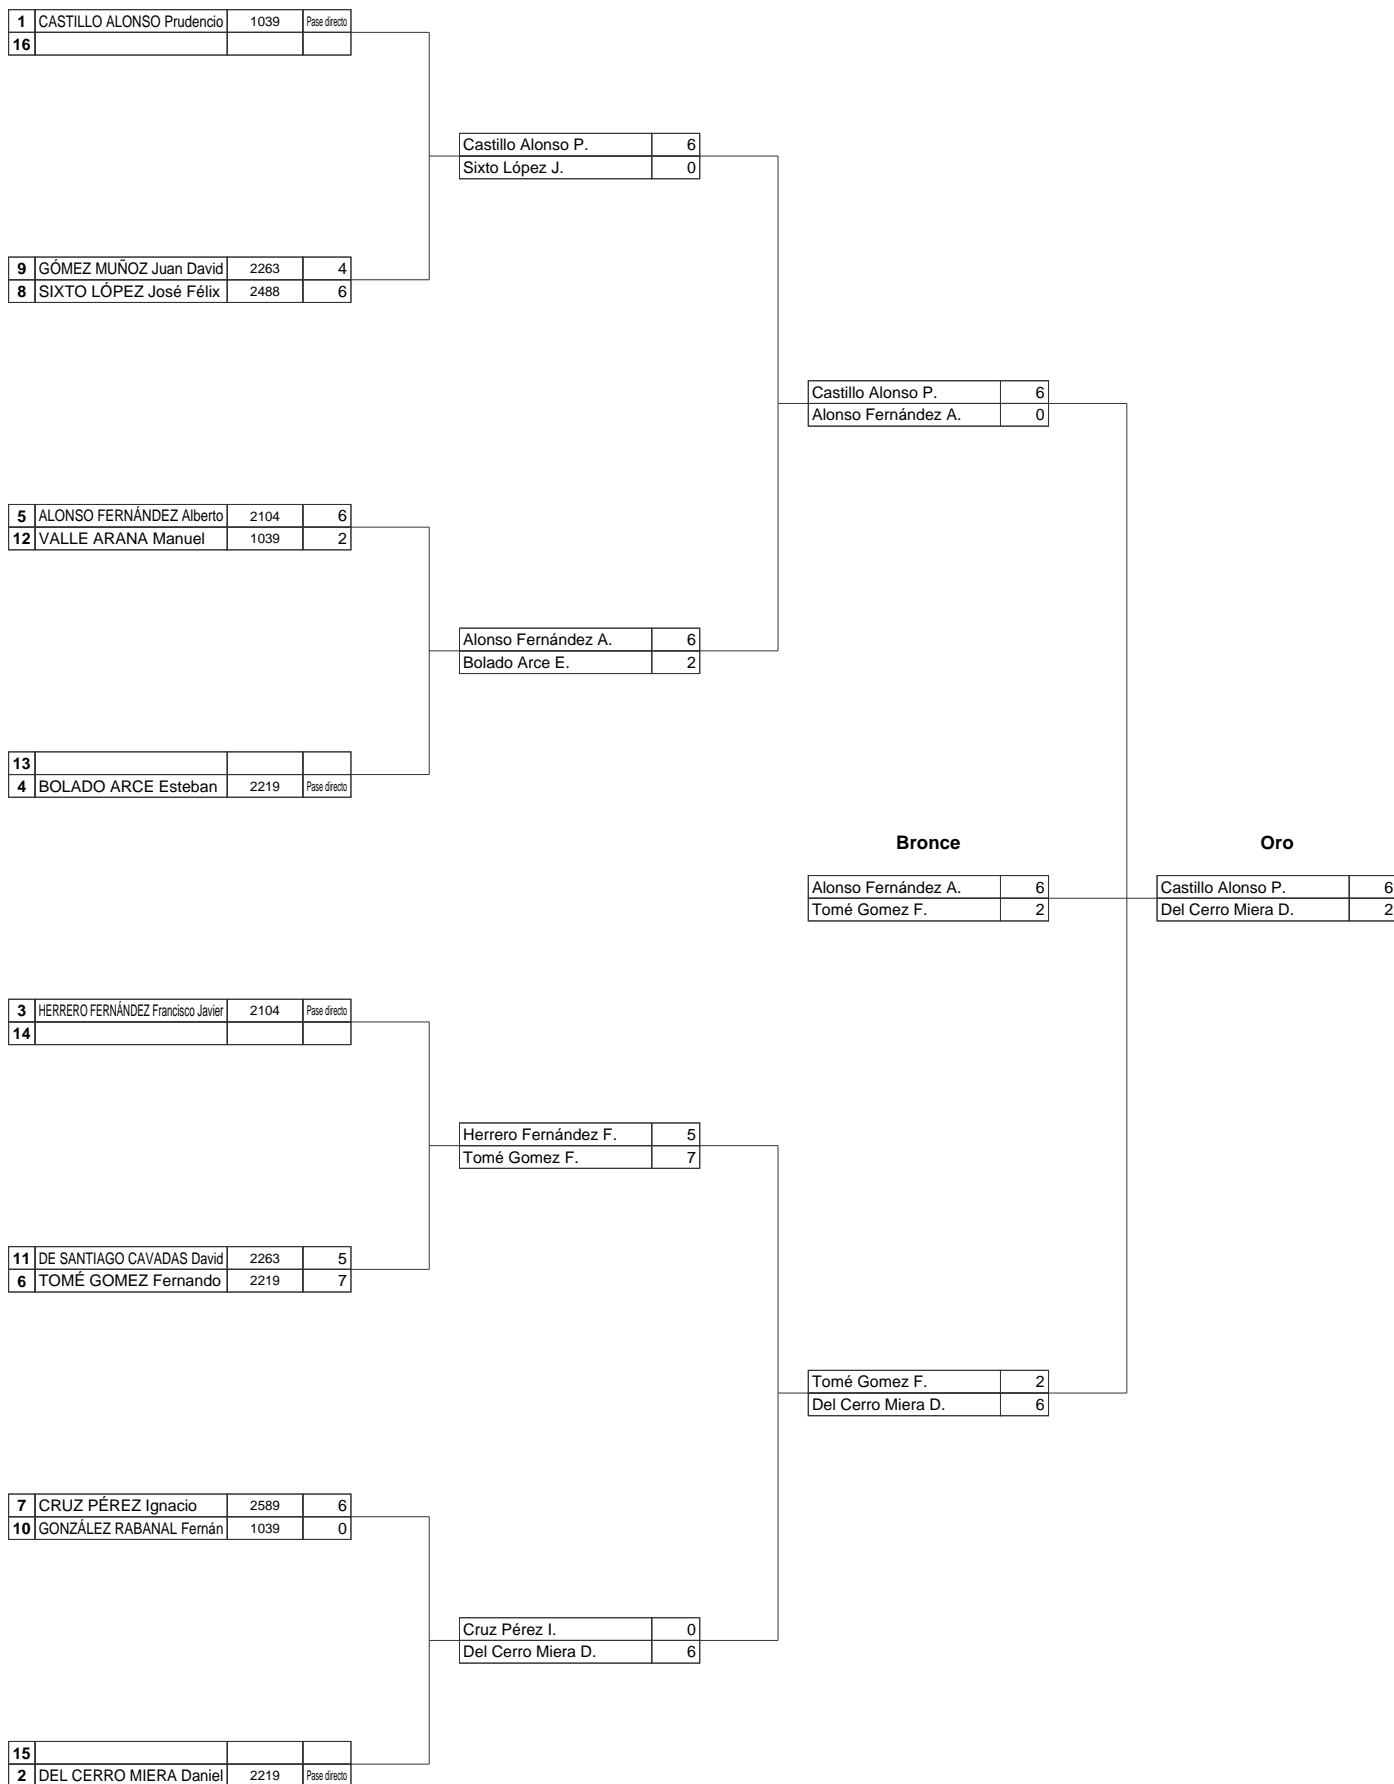 1 CASTILLO ALONSO Prudencio 1039 Pase directo
16
Castillo Alonso P. 6
Sixto López J. 0
9 GÓMEZ MUÑOZ Juan David 2263 4
8 SIXTO LÓPEZ José Félix 2488 6
Castillo Alonso P. 6
Alonso Fernández A. 0
5 ALONSO FERNÁNDEZ Alberto 2104 6
12 VALLE ARANA Manuel 1039 2
Alonso Fernández A. 6
Bolado Arce E. 2
13
4 BOLADO ARCE Esteban 2219 Pase directo
Bronce Oro
Alonso Fernández A. 6 Castillo Alonso P. 6
Tomé Gomez F. 2 Del Cerro Miera D. 2
3 HERRERO FERNÁNDEZ Francisco Javier 2104 Pase directo
14
Herrero Fernández F. 5
Tomé Gomez F. 7
11 DE SANTIAGO CAVADAS David 2263 5
6 TOMÉ GOMEZ Fernando 2219 7
Tomé Gomez F. 2
Del Cerro Miera D. 6
7 CRUZ PÉREZ Ignacio 2589 6
10 GONZÁLEZ RABANAL Fernán 1039 0
Cruz Pérez I. 0
Del Cerro Miera D. 6
15
2 DEL CERRO MIERA Daniel 2219 Pase directo